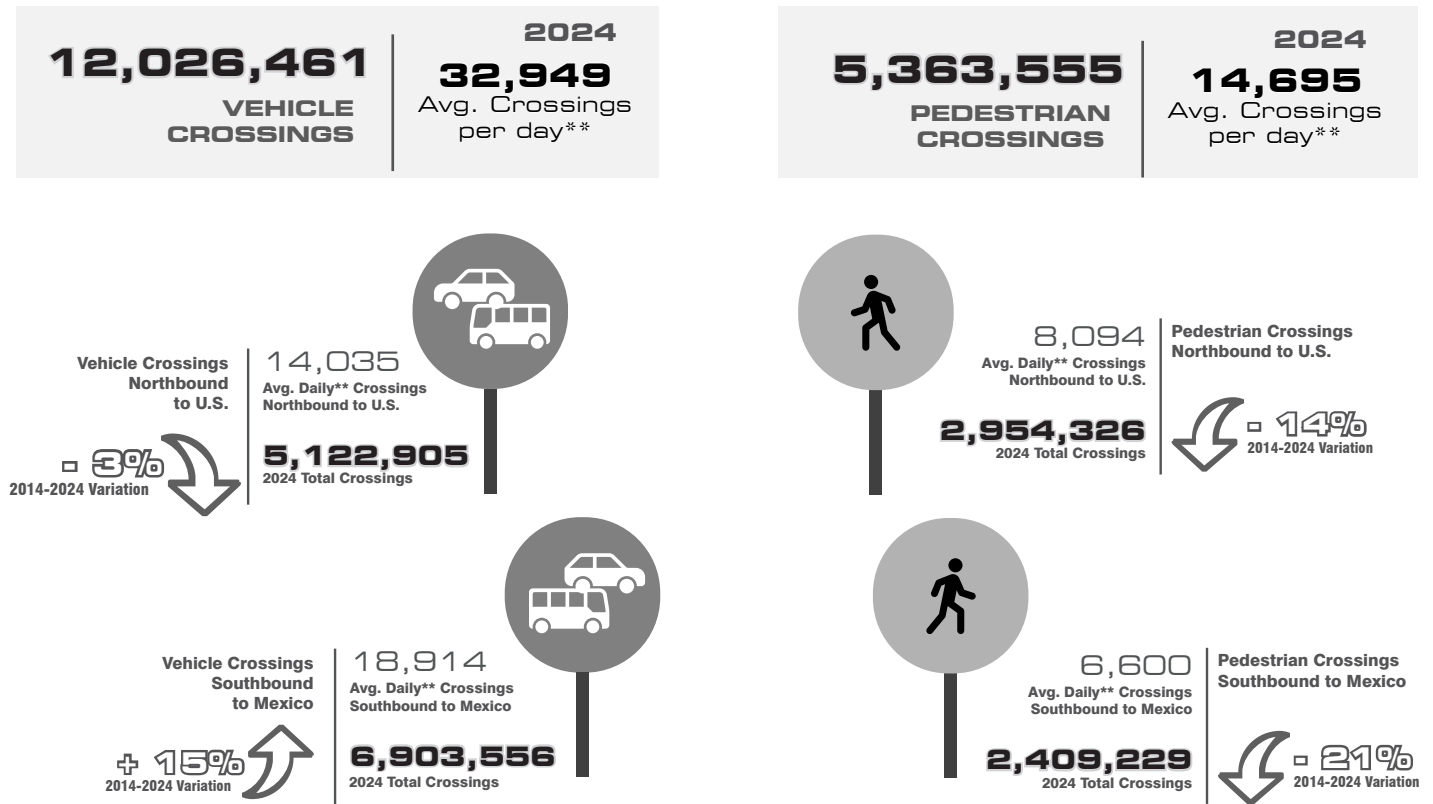 12,026,461
VEHICLE
CROSSINGS
2024
32,949
Avg. Crossings
per day**
5,363,555
PEDESTRIAN
CROSSINGS
2024
14,695
Avg. Crossings
per day**
Vehicle Crossings
Northbound
to U.S.
- 3%
2014-2024 Variation
14,035
Avg. Daily** Crossings
Northbound to U.S.
5,122,905
2024 Total Crossings
8,094
Avg. Daily** Crossings
Northbound to U.S.
2,954,326
2024 Total Crossings
Pedestrian Crossings
Northbound to U.S.
- 14%
2014-2024 Variation
Vehicle Crossings
Southbound
to Mexico
+ 15%
2014-2024 Variation
18,914
Avg. Daily** Crossings
Southbound to Mexico
6,903,556
2024 Total Crossings
6,600
Avg. Daily** Crossings
Southbound to Mexico
2,409,229
2024 Total Crossings
Pedestrian Crossings
Southbound to Mexico
- 21%
2014-2024 Variation